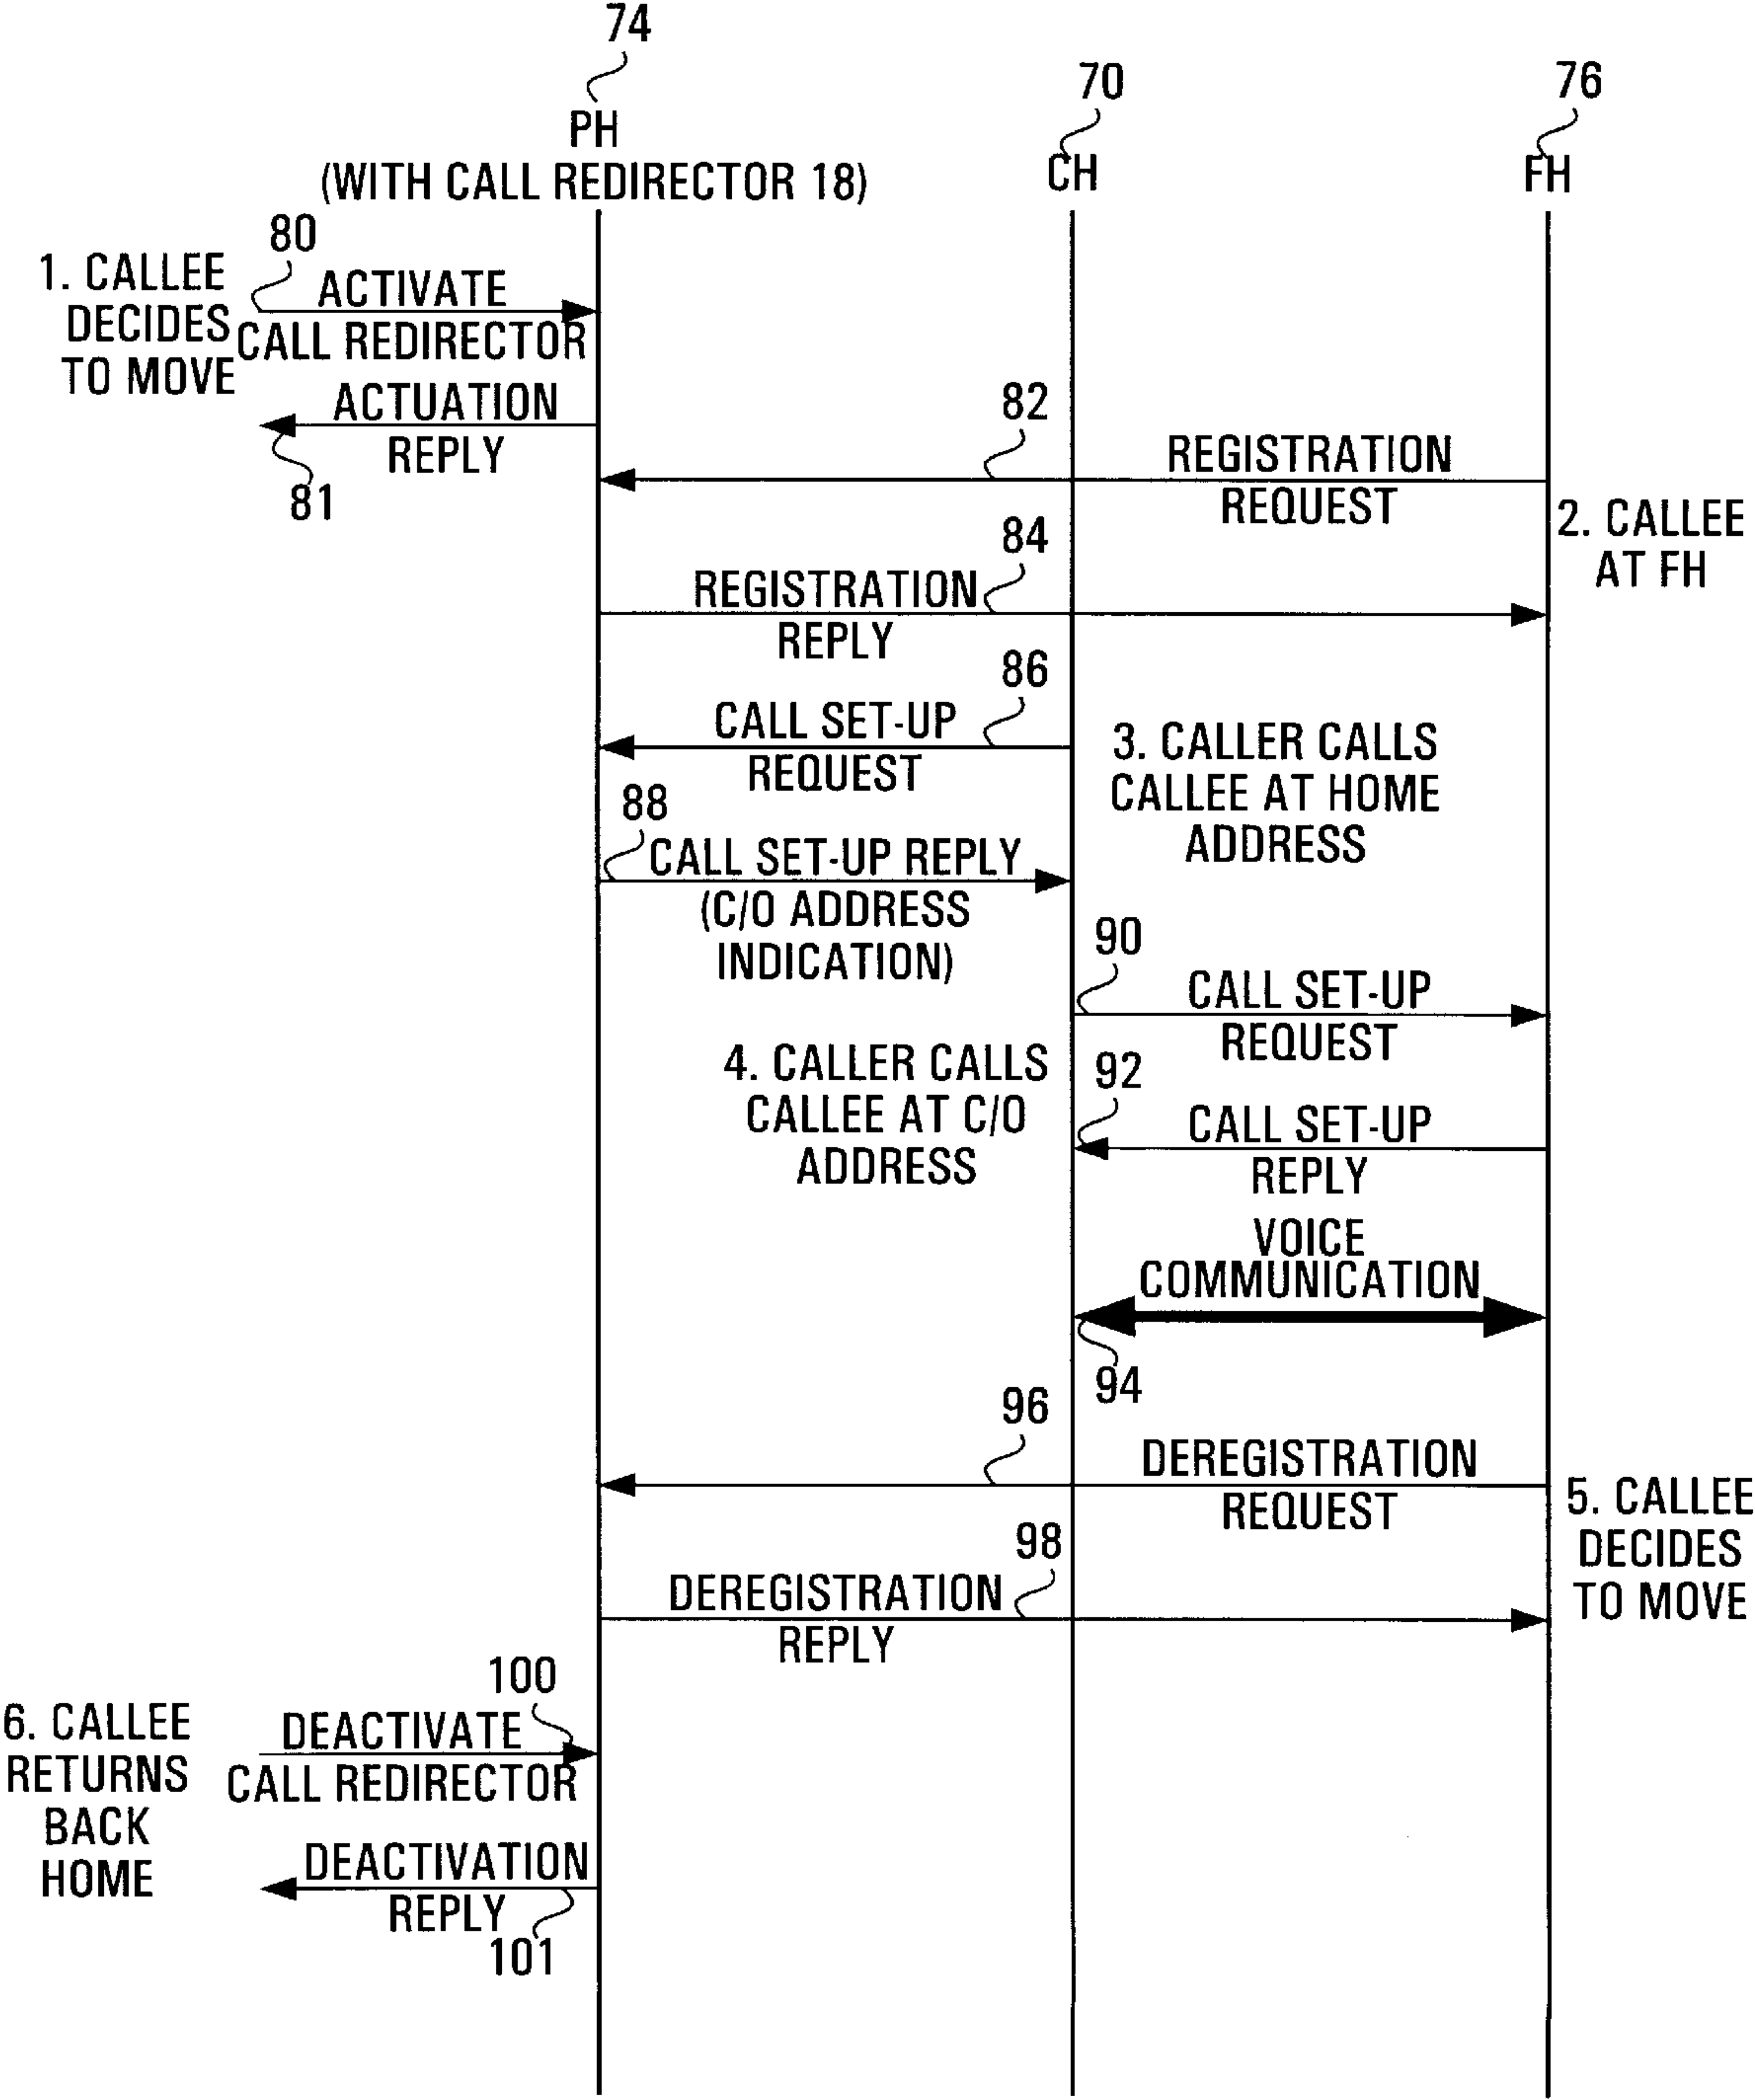 74
PH
(WITH CALL REDIRECTOR 18)
70
CH
76
FH
1. CALLEE
DECIDES
TO MOVE
80
ACTIVATE
CALL REDIRECTOR
ACTUATION
REPLY
81
82
REGISTRATION
REQUEST
2. CALLEE
AT FH
84
REGISTRATION
REPLY
86
CALL SET-UP
REQUEST
3. CALLER CALLS
CALLEE AT HOME
ADDRESS
88
CALL SET-UP REPLY
(C/O ADDRESS
INDICATION)
90
CALL SET-UP
REQUEST
4. CALLER CALLS
CALLEE AT C/O
ADDRESS
92
CALL SET-UP
REPLY
VOICE
COMMUNICATION
94
96
DEREGISTRATION
REQUEST
5. CALLEE
DECIDES
TO MOVE
98
DEREGISTRATION
REPLY
6. CALLEE
RETURNS
BACK
HOME
100
DEACTIVATE
CALL REDIRECTOR
DEACTIVATION
REPLY
101